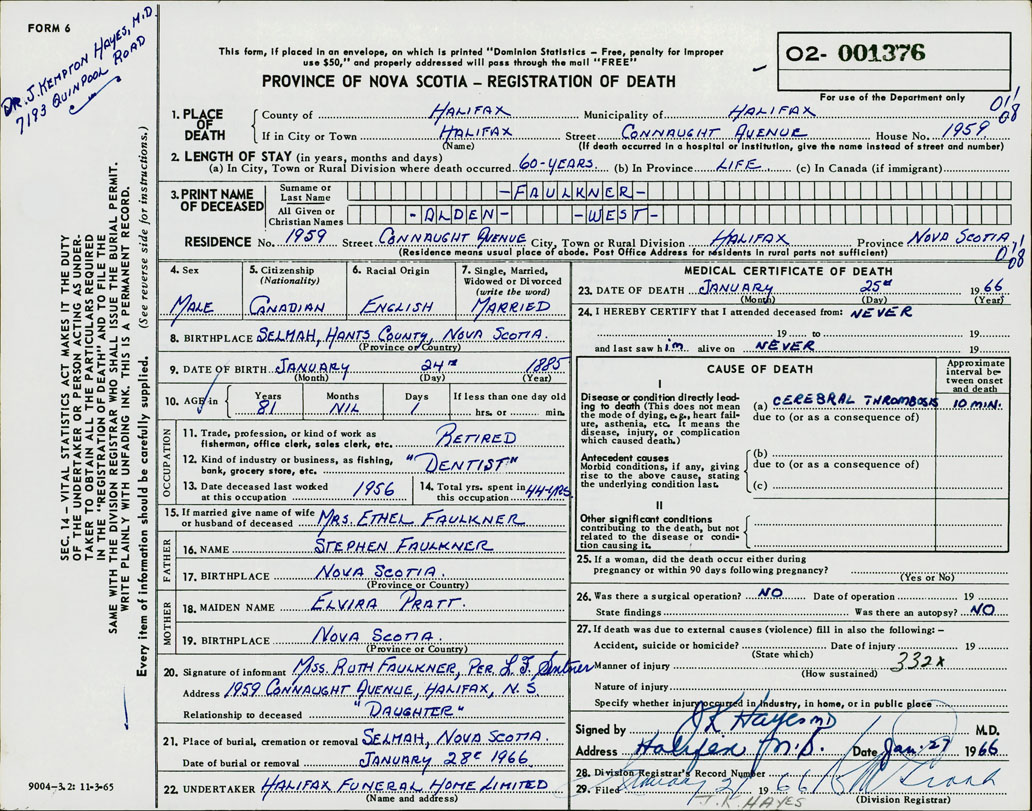 FORM 6
DR. J. KEMPTON HAYES, M.D.
7193 QUINPOOL ROAD
This form, if placed in an envelope, on which is printed "Dominion Statistics – Free, penalty for improper
use $50," and properly addressed will pass through the mail "FREE"
PROVINCE OF NOVA SCOTIA – REGISTRATION OF DEATH
02- 001376
For use of the Department only
011
08
1. PLACE OF DEATH
County of HALIFAX Municipality of HALIFAX
If in City or Town HALIFAX Street CONNAUGHT AVENUE House No. 1959
(Name) (If death occurred in a hospital or institution, give the name instead of street and number)
2. LENGTH OF STAY (in years, months and days)
(a) In City, Town or Rural Division where death occurred 60-YEARS. (b) In Province LIFE. (c) In Canada (if immigrant)
3. PRINT NAME OF DECEASED
Surname or Last Name -FAULKNER-
All Given or Christian Names -ALDEN- -WEST-
RESIDENCE No. 1959 Street CONNAUGHT AVENUE City, Town or Rural Division HALIFAX Province NOVA SCOTIA
(Residence means usual place of abode. Post Office Address for residents in rural parts not sufficient)
011
08
4. Sex
MALE
5. Citizenship
(Nationality)
CANADIAN
6. Racial Origin
ENGLISH
7. Single, Married,
Widowed or Divorced
(write the word)
MARRIED
8. BIRTHPLACE SELMAH, HANTS COUNTY, NOVA SCOTIA.
(Province or Country)
9. DATE OF BIRTH JANUARY 24TH 1885
(Month) (Day) (Year)
10. AGE in Years Months Days If less than one day old
81 NIL 1 hrs. or min.
OCCUPATION
11. Trade, profession, or kind of work as
fisherman, office clerk, sales clerk, etc. RETIRED
12. Kind of industry or business, as fishing,
bank, grocery store, etc. "DENTIST"
13. Date deceased last worked
at this occupation 1956
14. Total yrs. spent in
this occupation 44-YRS.
15. If married give name of wife
or husband of deceased MRS. ETHEL FAULKNER
FATHER
16. NAME STEPHEN FAULKNER
17. BIRTHPLACE NOVA SCOTIA.
(Province or Country)
MOTHER
18. MAIDEN NAME ELVIRA PRATT.
19. BIRTHPLACE NOVA SCOTIA.
(Province or Country)
20. Signature of informant MISS. RUTH FAULKNER, PER. L. F.
Address 1959 CONNAUGHT AVENUE, HALIFAX, N. S.
Relationship to deceased "DAUGHTER"
21. Place of burial, cremation or removal SELMAH, NOVA SCOTIA.
Date of burial or removal JANUARY 28 1966
22. UNDERTAKER HALIFAX FUNERAL HOME LIMITED
(Name and address)
MEDICAL CERTIFICATE OF DEATH
23. DATE OF DEATH JANUARY 25TH 1966
(Month) (Day) (Year)
24. I HEREBY CERTIFY that I attended deceased from: NEVER
19 to 19
and last saw him alive on NEVER 19
CAUSE OF DEATH
Approximate
interval be-
tween onset
and death
I
Disease or condition directly lead-
ing to death (This does not mean
the mode of dying, e.g., heart fail-
ure, asthenia, etc. It means the
disease, injury, or complication
which caused death.)
(a) CEREBRAL THROMBOSIS 10 MIN.
due to (or as a consequence of)
Antecedent causes
Morbid conditions, if any, giving
rise to the above cause, stating
the underlying condition last.
(b)
due to (or as a consequence of)
(c)
II
Other significant conditions
contributing to the death, but not
related to the disease or condi-
tion causing it.
25. If a woman, did the death occur either during
pregnancy or within 90 days following pregnancy?
(Yes or No)
26. Was there a surgical operation? NO Date of operation 19
State findings Was there an autopsy? NO
27. If death was due to external causes (violence) fill in also the following: –
Accident, suicide or homicide? Date of injury 19
(State which) 332X
Manner of injury
(How sustained)
Nature of injury
Specify whether injury occurred in industry, in home, or in public place
Signed by J K Hayes MD M.D.
Address Halifax N.S. Date Jan. 27 1966
28. Division Registrar's Record Number
29. Filed January 27 1966
(Division Registrar)
J. K. HAYES
SEC. 14 – VITAL STATISTICS ACT MAKES IT THE DUTY
OF THE UNDERTAKER OR PERSON ACTING AS UNDER-
TAKER TO OBTAIN ALL THE PARTICULARS REQUIRED
IN THE "REGISTRATION OF DEATH" AND TO FILE THE
SAME WITH THE DIVISION REGISTRAR WHO SHALL ISSUE THE BURIAL PERMIT.
WRITE PLAINLY WITH UNFADING INK. THIS IS A PERMANENT RECORD.
Every item of information should be carefully supplied. (See reverse side for instructions.)
9004–3.21 11-3-65